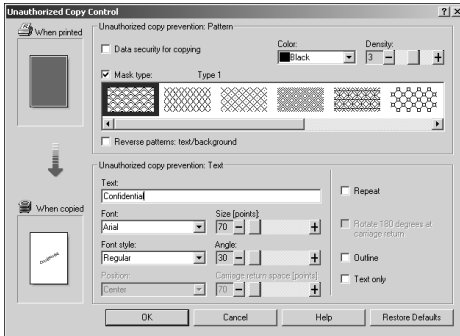 Unauthorized Copy Control
When printed
Unauthorized copy prevention: Pattern
Data security for copying
Color:
Black
Density:
3
Mask type:
Type 1
Reverse patterns: text/background
Unauthorized copy prevention: Text
Text:
Confidential
Font:
Arial
Size [points]:
70
Font style:
Regular
Angle:
30
Position:
Center
Carriage return space [points]:
70
Repeat
Rotate 180 degrees at
carriage return
Outline
Text only
When copied
Confidential
OK
Cancel
Help
Restore Defaults